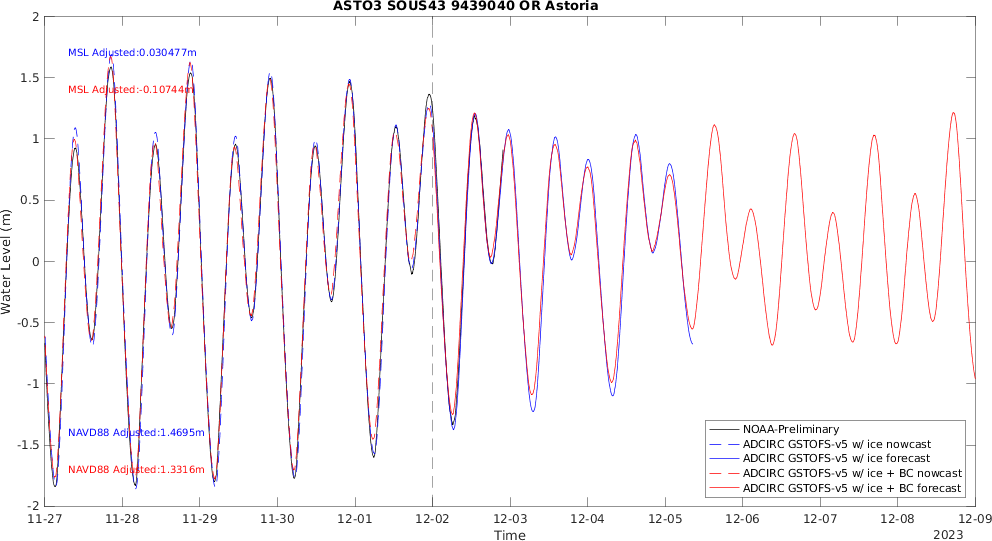 ASTO3 SOUS43 9439040 OR Astoria
2
1.5
1
0.5
0
-0.5
-1
-1.5
-2
Water Level (m)
MSL Adjusted:0.030477m
MSL Adjusted:-0.10744m
NAVD88 Adjusted:1.4695m
NAVD88 Adjusted:1.3316m
NOAA-Preliminary
ADCIRC GSTOFS-v5 w/ ice nowcast
ADCIRC GSTOFS-v5 w/ ice forecast
ADCIRC GSTOFS-v5 w/ ice + BC nowcast
ADCIRC GSTOFS-v5 w/ ice + BC forecast
11-27 11-28 11-29 11-30 12-01 12-02 12-03 12-04 12-05 12-06 12-07 12-08 12-09
Time
2023